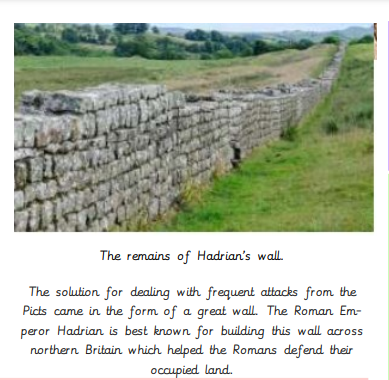 The remains of Hadrian's wall.
The solution for dealing with frequent attacks from the
Picts came in the form of a great wall. The Roman Em-
peror Hadrian is best known for building this wall across
northern Britain which helped the Romans defend their
occupied land.